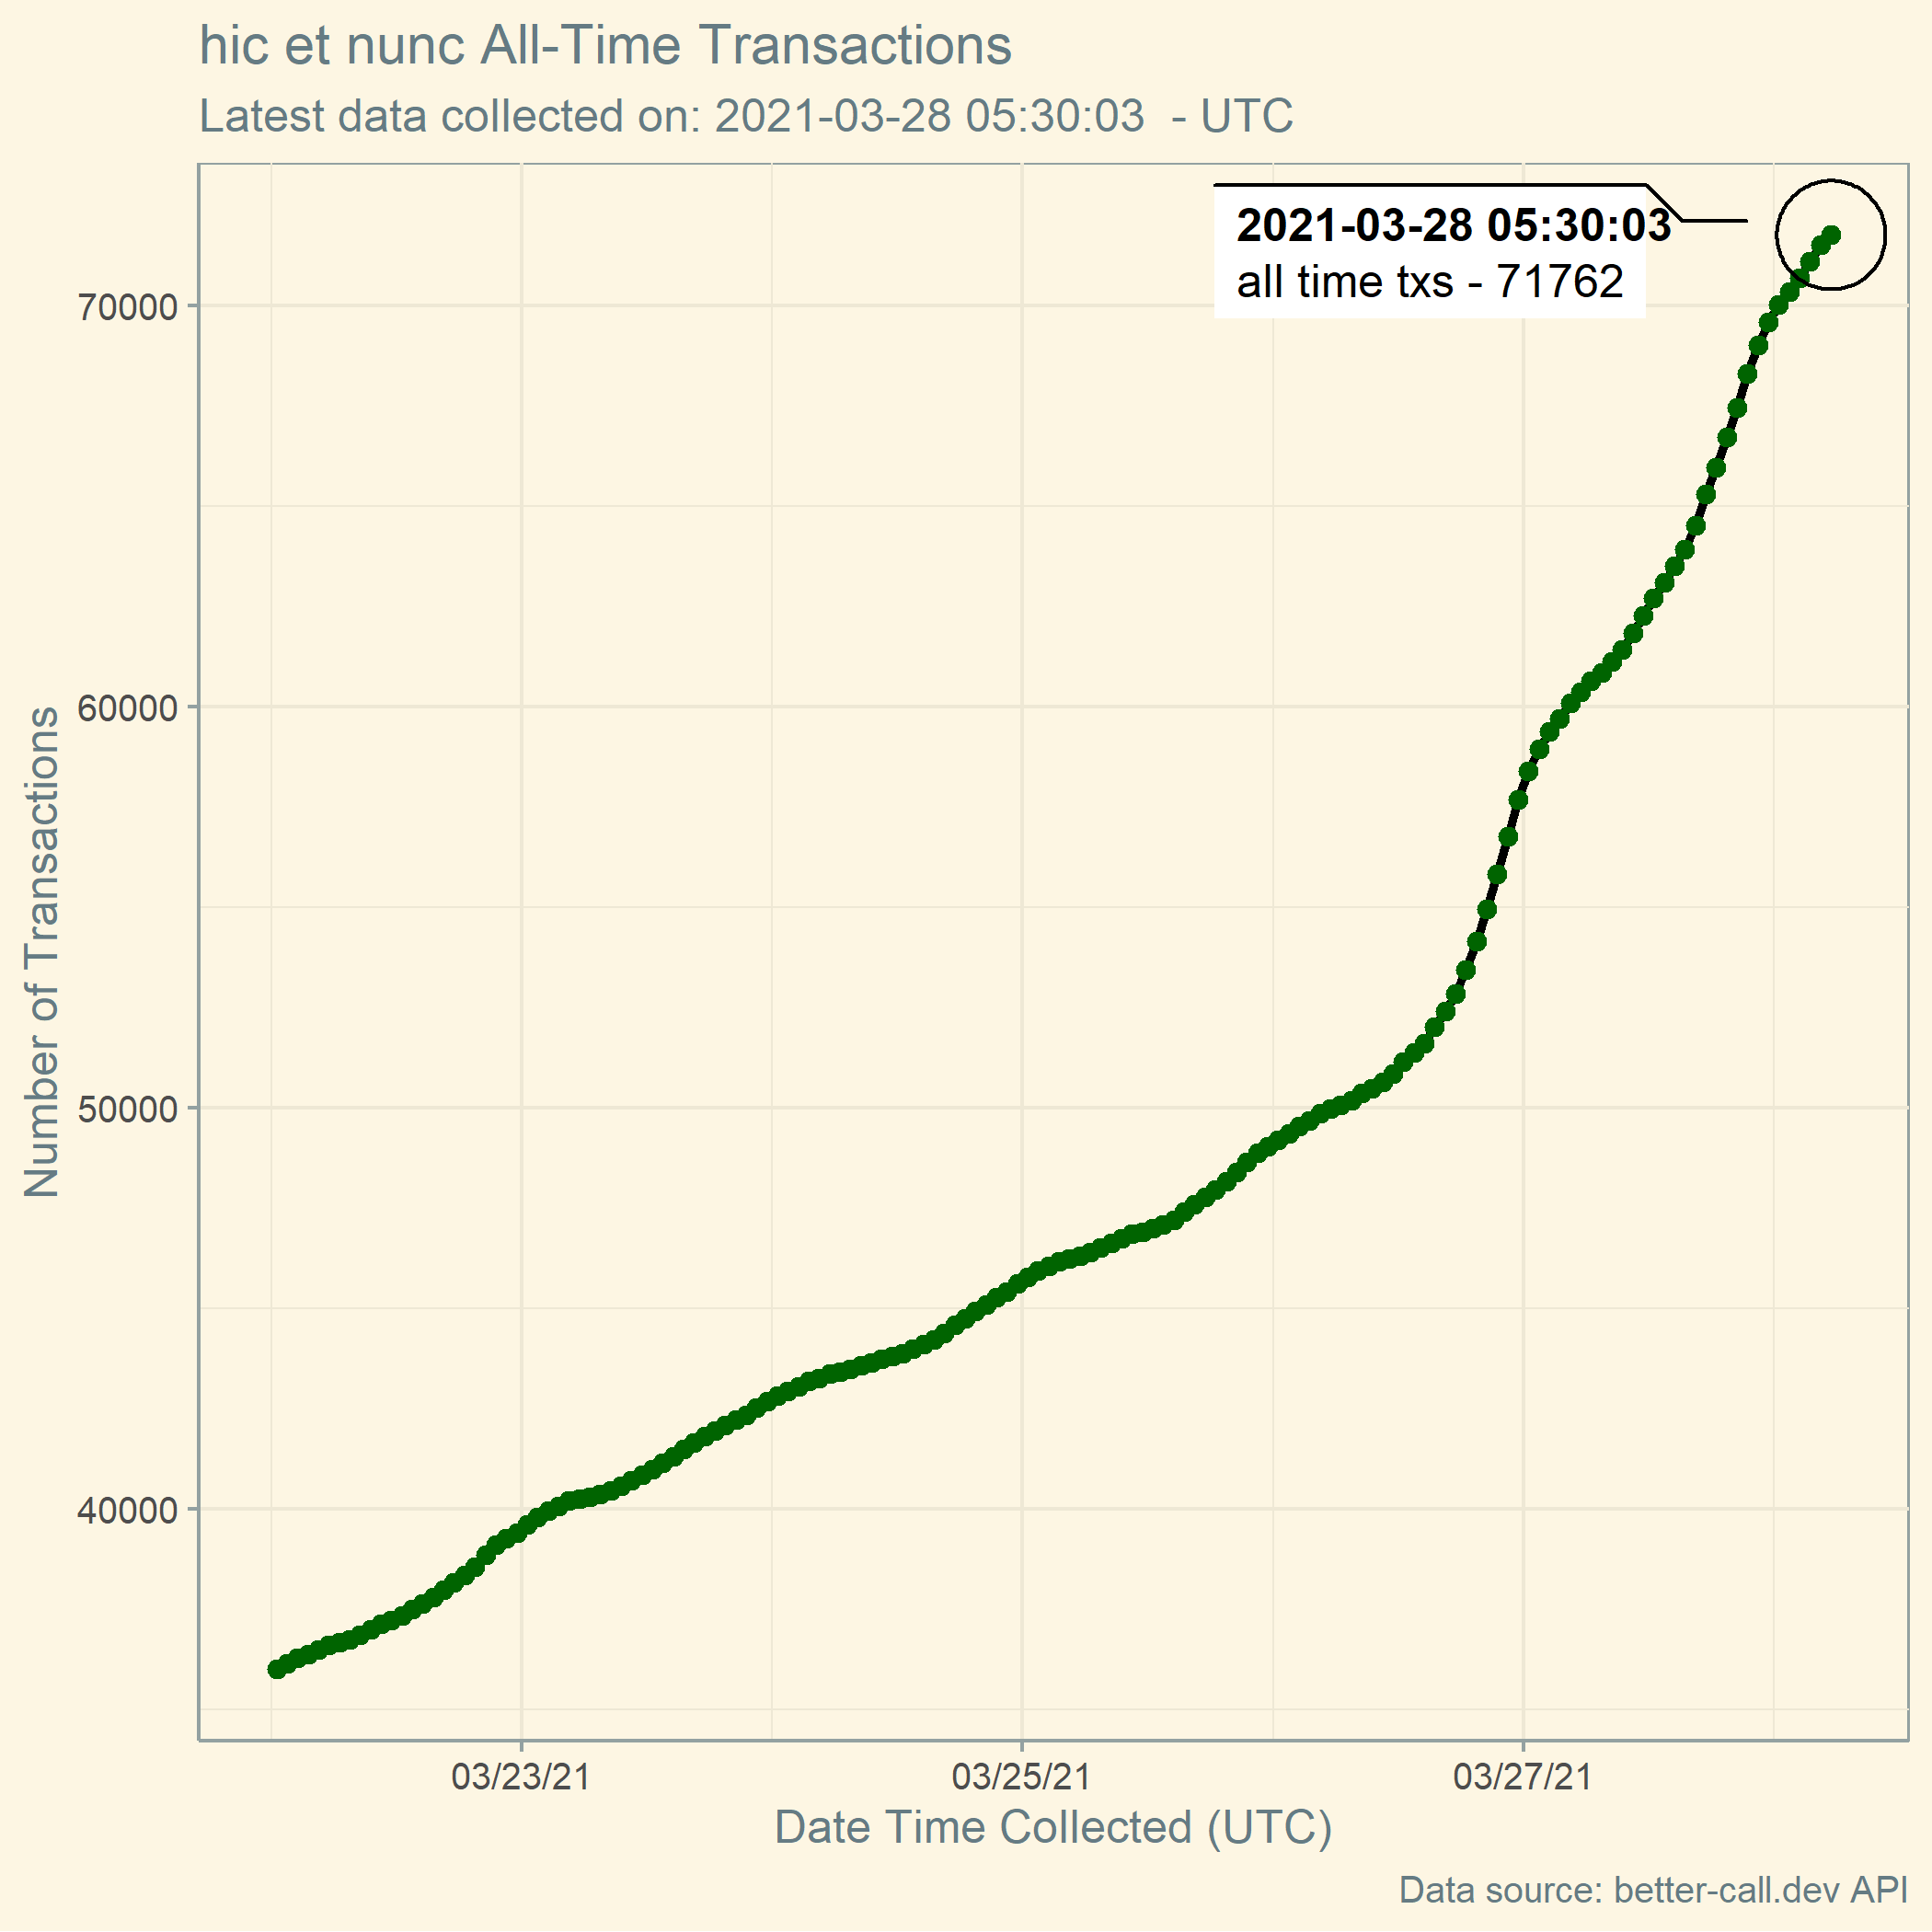 hic et nunc All-Time Transactions
Latest data collected on: 2021-03-28 05:30:03  - UTC
2021-03-28 05:30:03
all time txs - 71762
70000
60000
50000
40000
Number of Transactions
03/23/21
03/25/21
03/27/21
Date Time Collected (UTC)
Data source: better-call.dev API